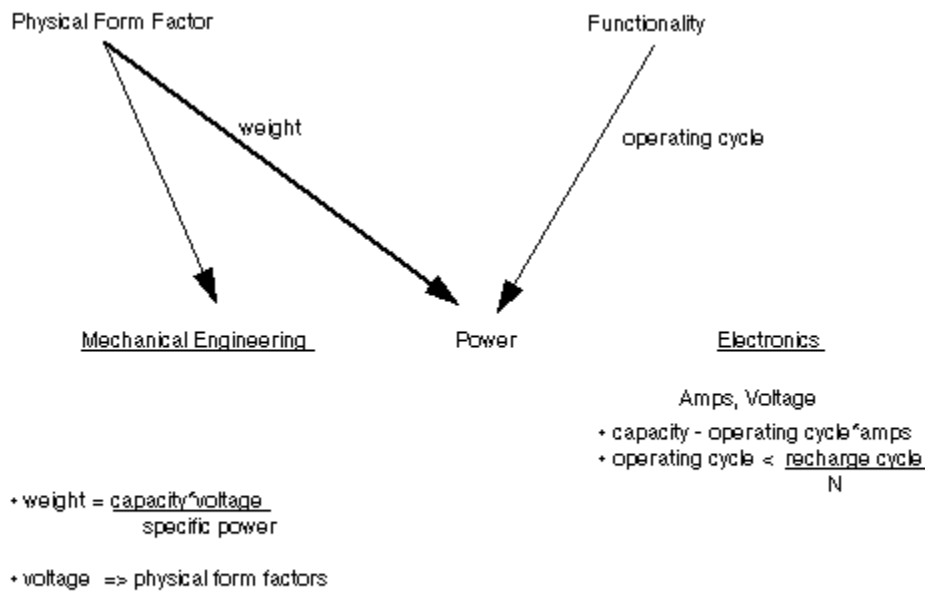 Physical Form Factor
Functionality
weight
operating cycle
Mechanical Engineering
Power
Electronics
Amps, Voltage
• capacity - operating cycle*amps
• operating cycle < recharge cycle
N
• weight = capacity*voltage
specific power
• voltage => physical form factors